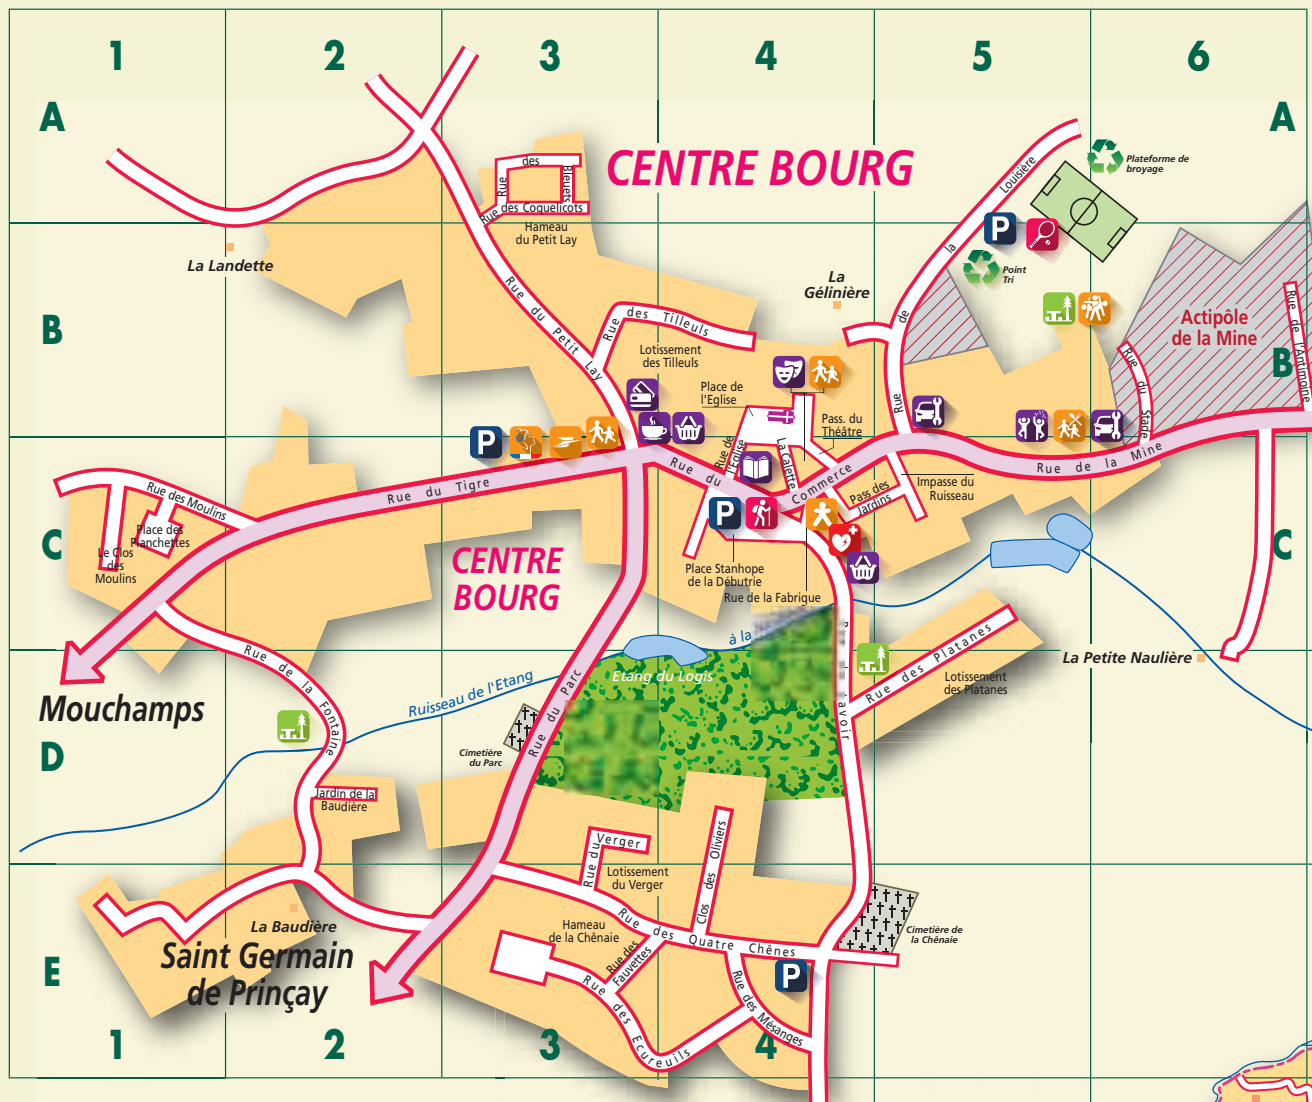 1 2 3 4 5 6
A A
CENTRE BOURG
Rue des Bleuets
Rue des Coquelicots
Hameau
du Petit Lay
Rue de la Louisière
Plateforme de
broyage
P
Point
Tri
La Landette
La
Gélinière
B B
Rue du Petit Lay
Rue des Tilleuls
Lotissement
des Tilleuls
Place de
l'Eglise
Pass. du
Théâtre
Actipôle
de la Mine
Rue de l'Antimoine
Rue du Stade
P
Rue de
l'Eglise
La Calette
Rue du Commerce
Rue de la Mine
Rue du Tigre
Impasse du
Ruisseau
Pass des
Jardins
P
C C
Rue des Moulins
Place des
Planchettes
Le Clos
des
Moulins
CENTRE
BOURG
Place Stanhope
de la Débutrie
Rue de la Fabrique
à la
Etang du Logis
Rue des Platanes
Lotissement
des Platanes
La Petite Naulière
Rue de la Fontaine
Mouchamps
Ruisseau de l'Etang
Rue du Parc
Cimetière
du Parc
avoir
D
Jardin de la
Baudière
Rue du Verger
Lotissement
du Verger
Clos des Oliviers
La Baudière
Saint Germain
de Prinçay
Hameau
de la Chênaie
Rue des Quatre Chênes
Rue des
Fauvettes
Cimetière de
la Chênaie
P
E
Rue des Ecureuils
Rue des Mésanges
1 2 3 4